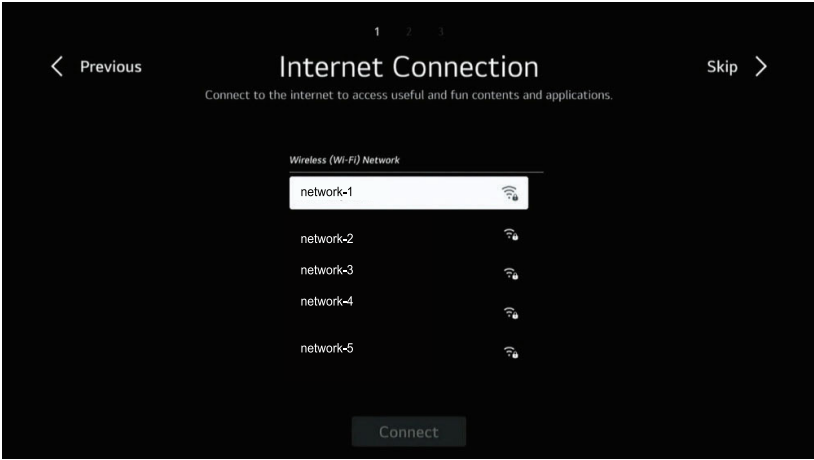 1 2 3
Previous
Internet Connection
Skip
Connect to the internet to access useful and fun contents and applications.
Wireless (Wi-Fi) Network
network-1
network-2
network-3
network-4
network-5
Connect